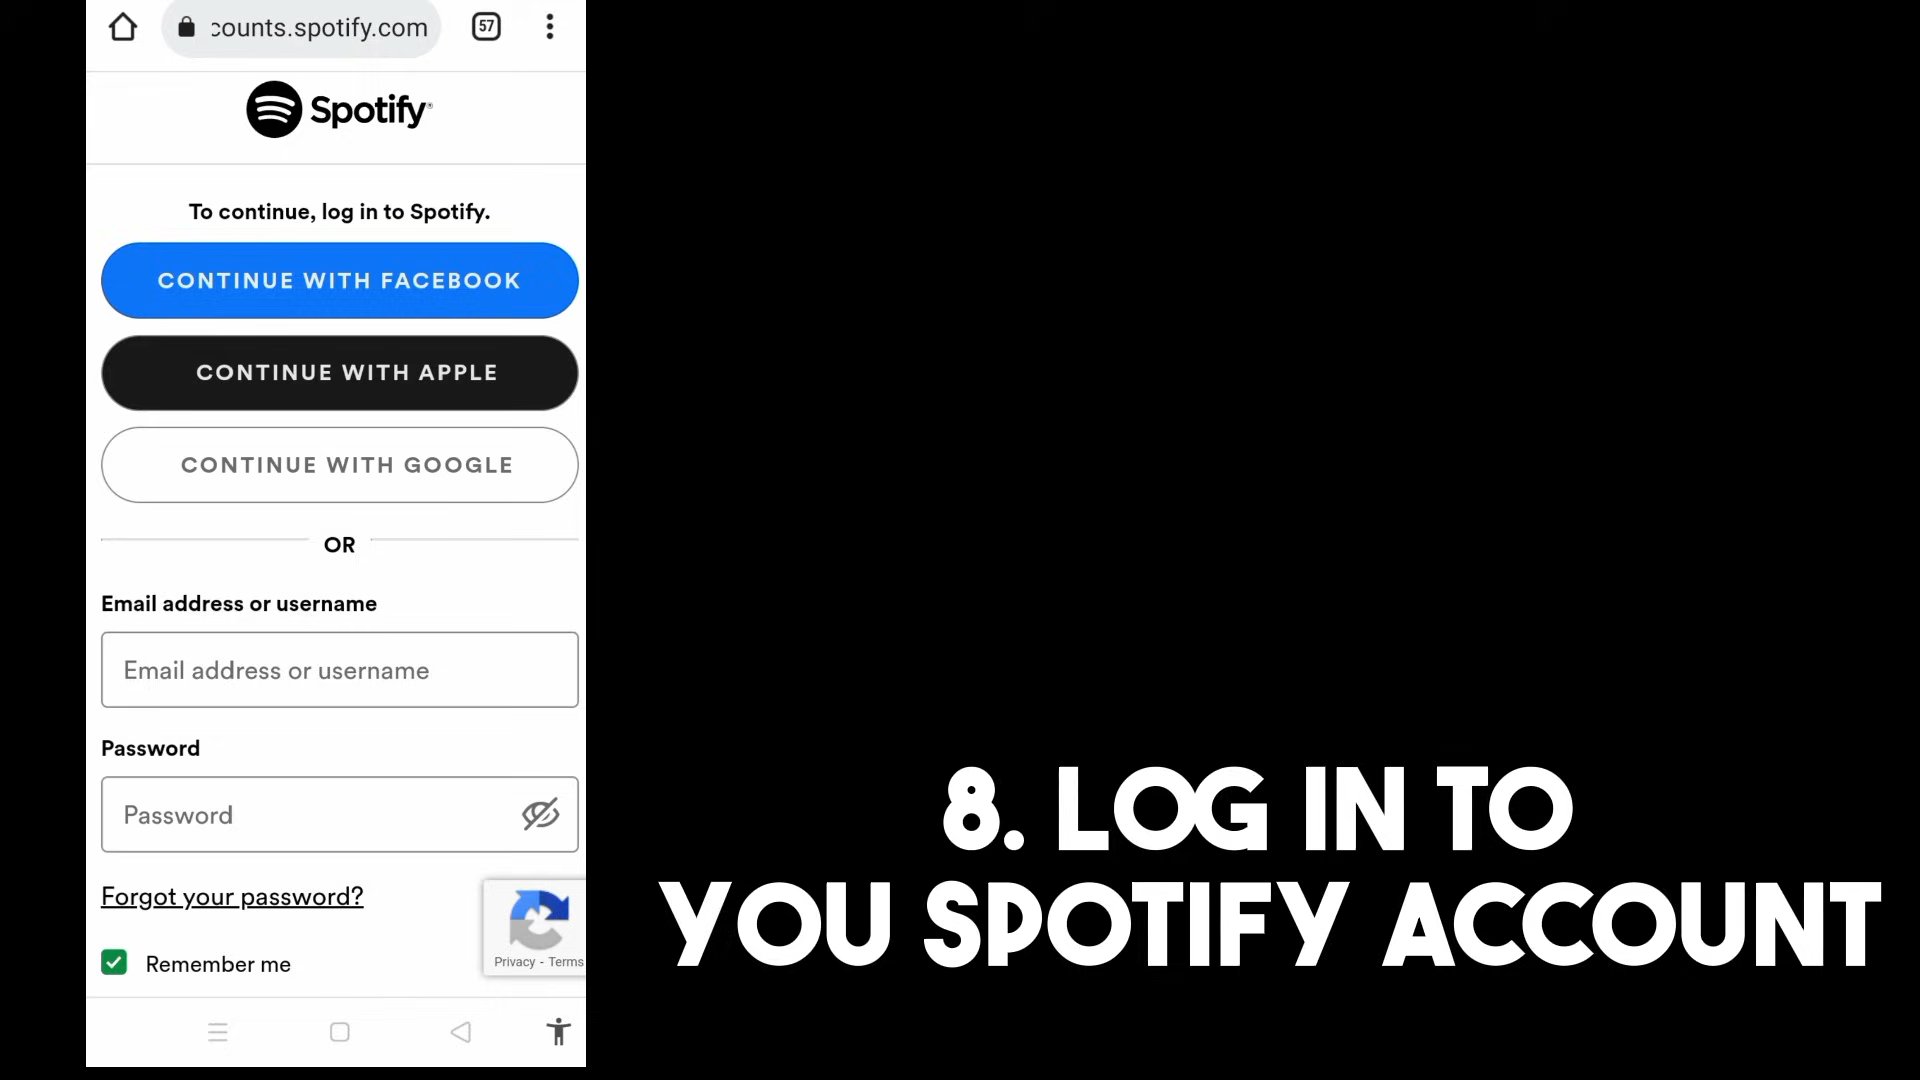 counts.spotify.com
57
Spotify®
To continue, log in to Spotify.
CONTINUE WITH FACEBOOK
CONTINUE WITH APPLE
CONTINUE WITH GOOGLE
OR
Email address or username
Email address or username
Password
Password
Forgot your password?
Privacy - Terms
Remember me
8. LOG IN TO
YOU SPOTIFY ACCOUNT